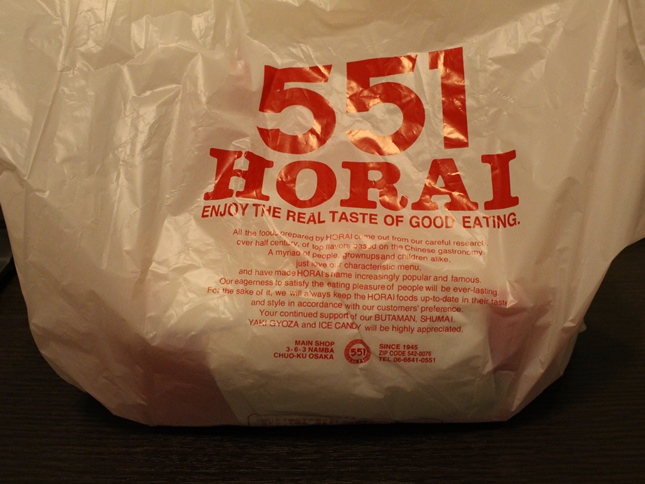 551
HORAI
ENJOY THE REAL TASTE OF GOOD EATING.
All the foods prepared by HORAI come out from our careful research
over half century, of top flavors based on the Chinese gastronomy
A myriad of people, grownups and children alike,
just love our characteristic menu,
and have made HORAI's name increasingly popular and famous.
Our eagerness to satisfy the eating pleasure of people will be ever-lasting.
For the sake of it, we will always keep the HORAI foods up-to-date in their taste
and style in accordance with our customers' preference.
Your continued support of our BUTAMAN, SHUMAI,
YAKI GYOZA and ICE CANDY will be highly appreciated.
MAIN SHOP
3-6-3 NAMBA
CHUO-KU OSAKA
551
SINCE 1945
ZIP CODE 542-0076
TEL.06-6641-0551